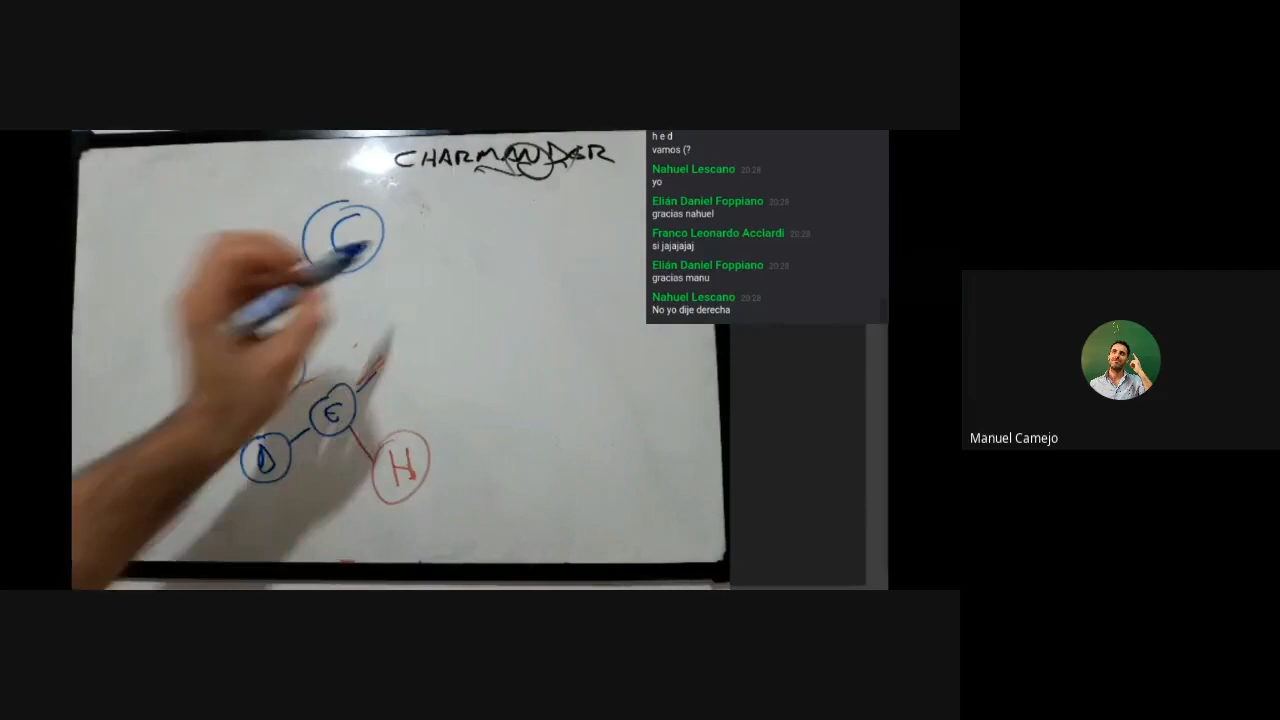 CHARMANDER
C
E
D
H
h e d
vamos (?
Nahuel Lescano 20:28
yo
Elián Daniel Foppiano 20:28
gracias nahuel
Franco Leonardo Acciardi 20:28
si jajajajaj
Elián Daniel Foppiano 20:28
gracias manu
Nahuel Lescano 20:28
No yo dije derecha
Manuel Camejo